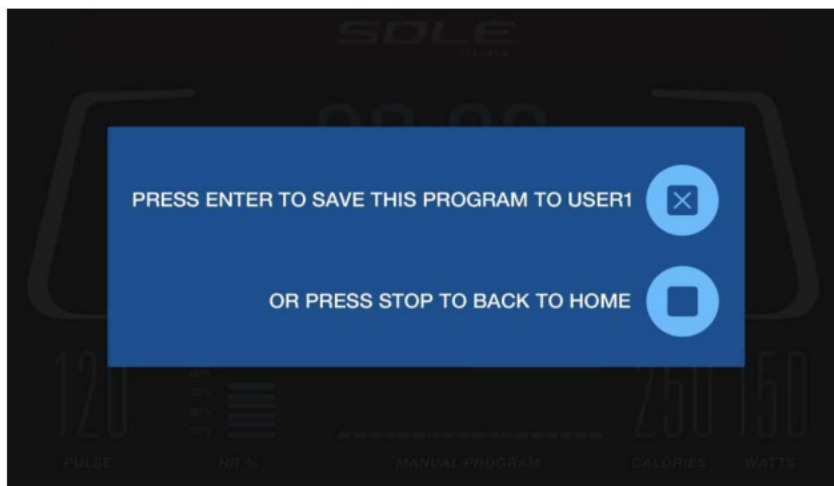 SOLE
PRESS ENTER TO SAVE THIS PROGRAM TO USER1
OR PRESS STOP TO BACK TO HOME
120 250 150
PULSE HR % MANUAL PROGRAM CALORIES WATTS